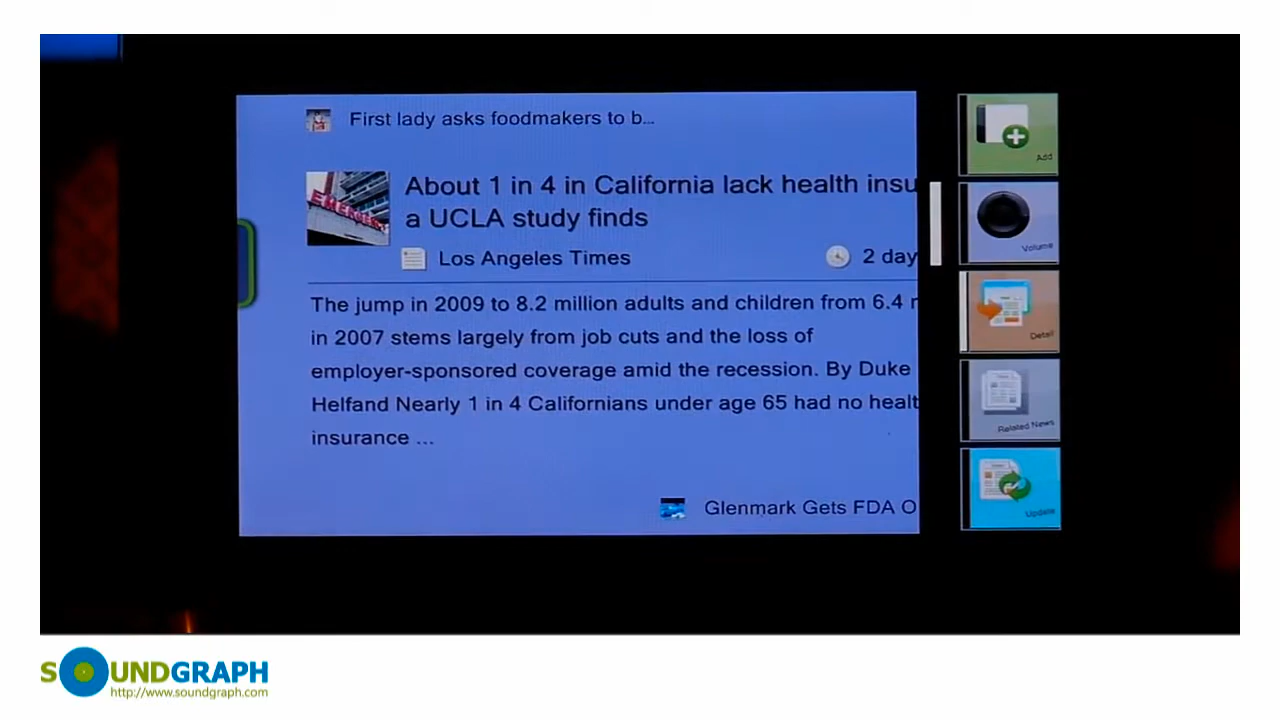 First lady asks foodmakers to b...
About 1 in 4 in California lack health insu
a UCLA study finds
Los Angeles Times
2 day
The jump in 2009 to 8.2 million adults and children from 6.4
in 2007 stems largely from job cuts and the loss of
employer-sponsored coverage amid the recession. By Duke
Helfand Nearly 1 in 4 Californians under age 65 had no healt
insurance ...
Glenmark Gets FDA O
EMERGENCY
Add
Volume
Detail
Related News
Update
SOUNDGRAPH
http://www.soundgraph.com